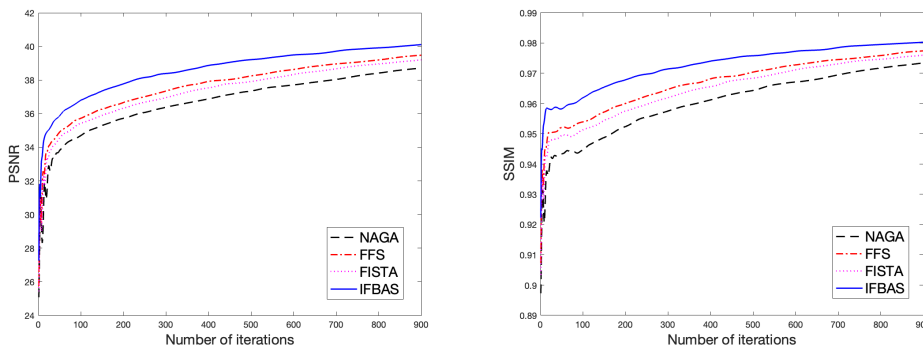 42
40
38
36
34
32
30
28
26
24
PSNR
0 100 200 300 400 500 600 700 800 900
Number of iterations
NAGA
FFS
FISTA
IFBAS
0.99
0.98
0.97
0.96
0.95
0.94
0.93
0.92
0.91
0.9
0.89
SSIM
0 100 200 300 400 500 600 700 800 900
Number of iterations
NAGA
FFS
FISTA
IFBAS